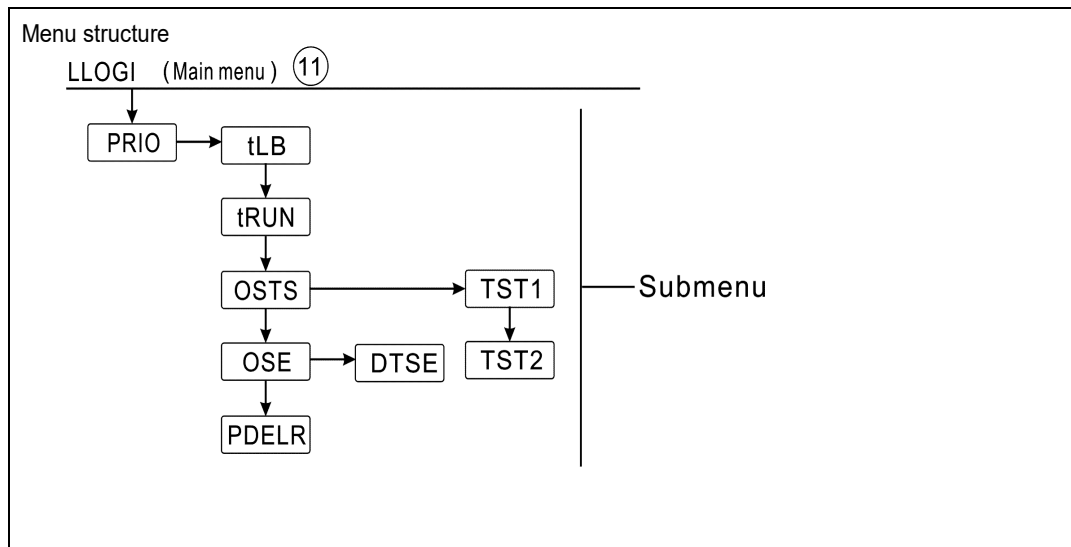 Menu structure
LLOGI (Main menu) 11
PRIO
tLB
tRUN
OSTS
TST1
Submenu
OSE
DTSE
TST2
PDELR